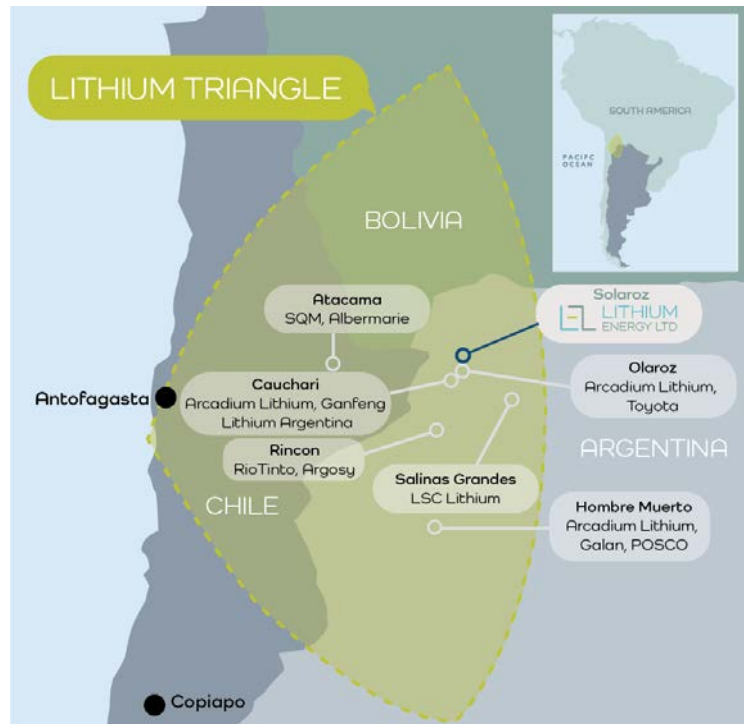 LITHIUM TRIANGLE
SOUTH AMERICA
PACIFC
OCEAN
BOLIVIA
Atacama
SQM, Albermarie
Solaroz
LITHIUM
ENERGY LTD
Antofagasta
Cauchari
Arcadium Lithium, Ganfeng
Lithium Argentina
Olaroz
Arcadium Lithium,
Toyota
Rincon
RioTinto, Argosy
ARGENTINA
Salinas Grandes
LSC Lithium
CHILE
Hombre Muerto
Arcadium Lithium,
Galan, POSCO
Copiapo